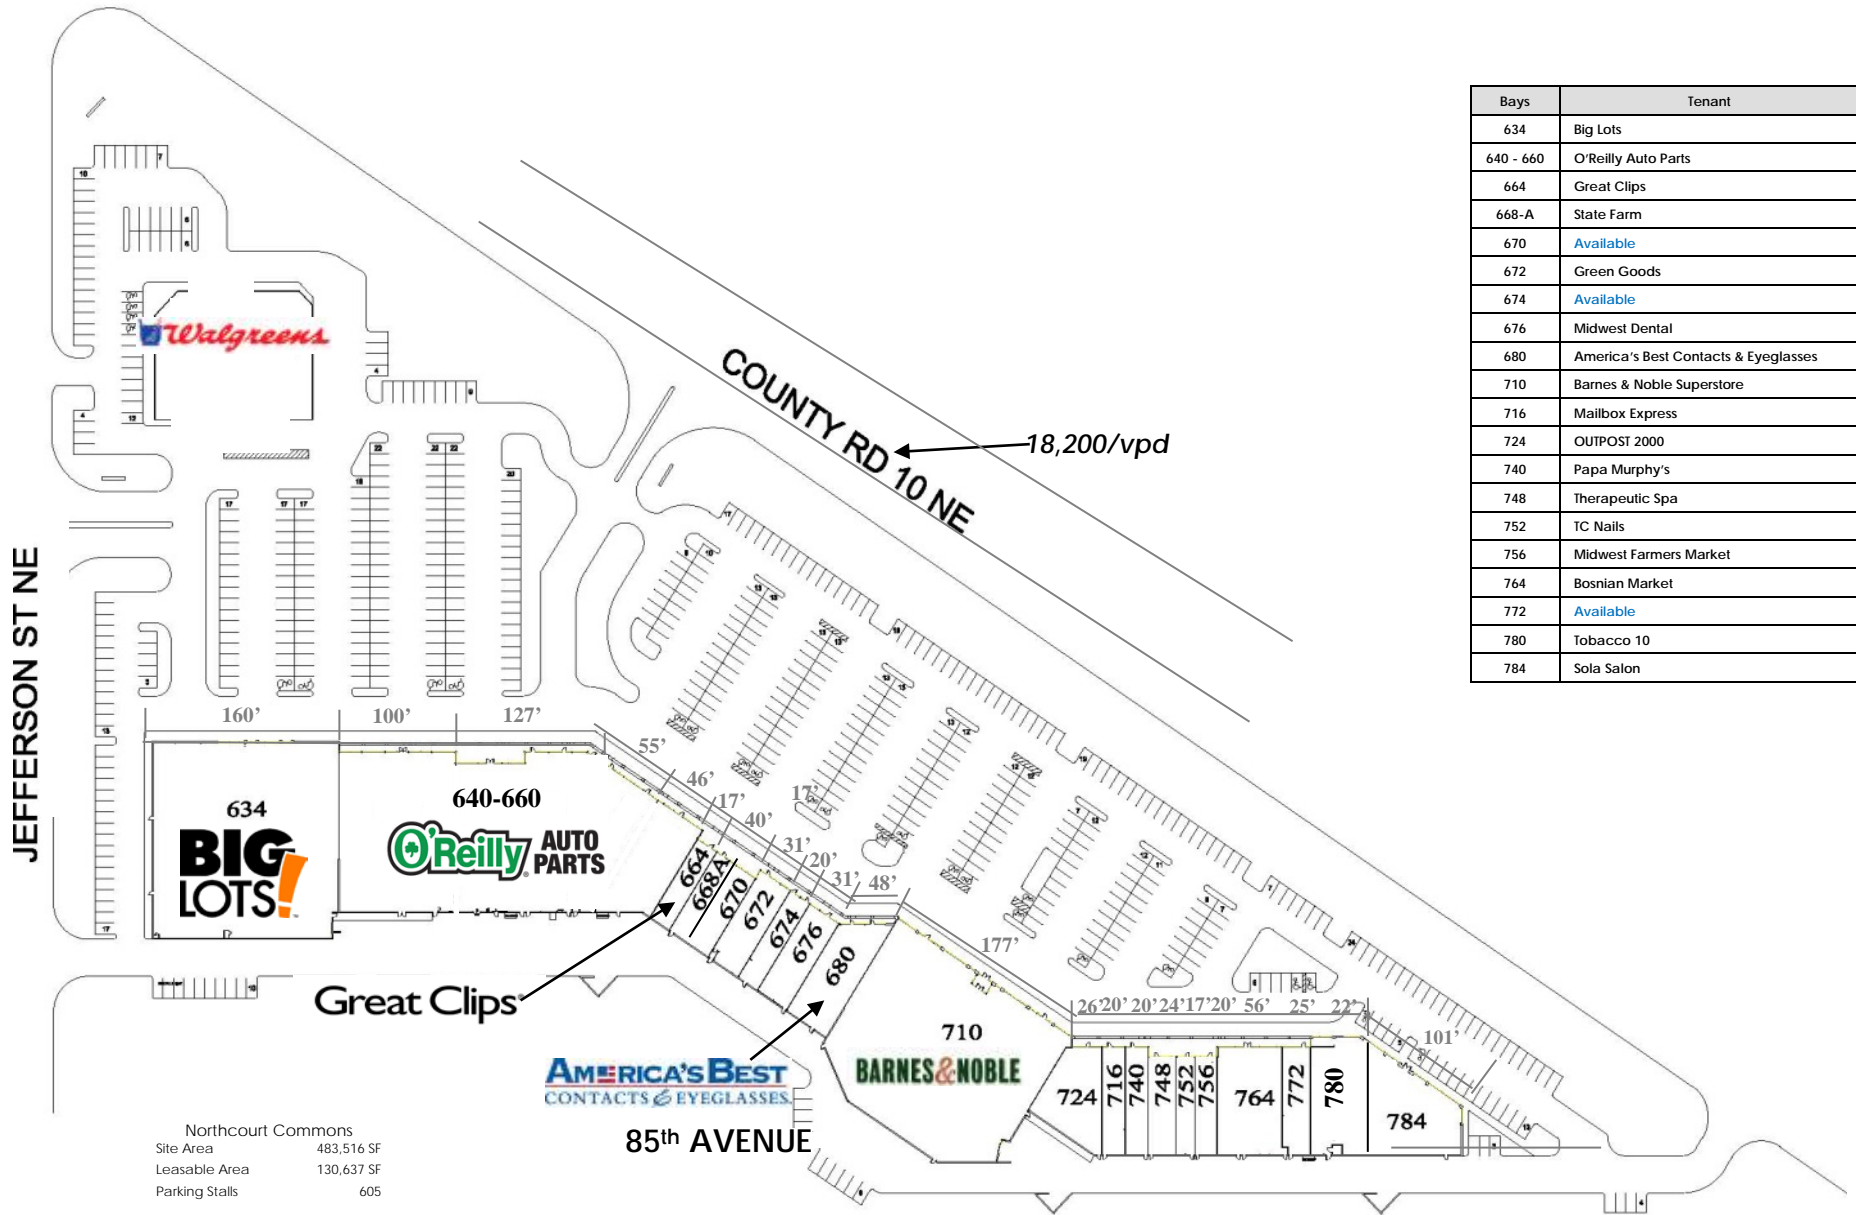 Bays Tenant
634 Big Lots
640 - 660 O'Reilly Auto Parts
664 Great Clips
668-A State Farm
670 Available
672 Green Goods
674 Available
676 Midwest Dental
680 America's Best Contacts & Eyeglasses
710 Barnes & Noble Superstore
716 Mailbox Express
724 OUTPOST 2000
740 Papa Murphy's
748 Therapeutic Spa
752 TC Nails
756 Midwest Farmers Market
764 Bosnian Market
772 Available
780 Tobacco 10
784 Sola Salon
Walgreens
COUNTY RD 10 NE
18,200/vpd
JEFFERSON ST NE
160’
100’
127’
55’
46’
17’
40’
17’
31’
20’
31’
48’
177’
26’
20’
20’
24’
17’
20’
56’
25’
22’
101’
634
BIG
LOTS!
640-660
O'Reilly AUTO
PARTS
664
668A
670
672
674
676
680
710
BARNES&NOBLE
724
716
740
748
752
756
764
772
780
784
Great Clips
AMERICA'S BEST
CONTACTS & EYEGLASSES
85th AVENUE
Northcourt Commons
Site Area 483,516 SF
Leasable Area 130,637 SF
Parking Stalls 605